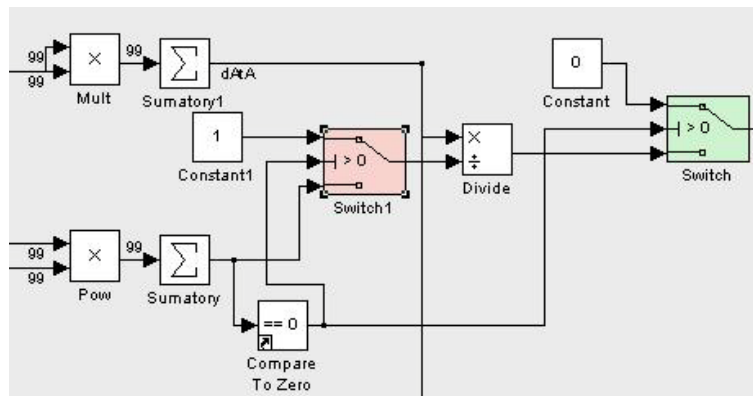 99
99
×
99
Σ
dAtA
Mult
Sumatory1
0
Constant
1
Constant1
> 0
Switch1
×
÷
Divide
> 0
Switch
99
99
×
99
Σ
Pow
Sumatory
== 0
Compare
To Zero